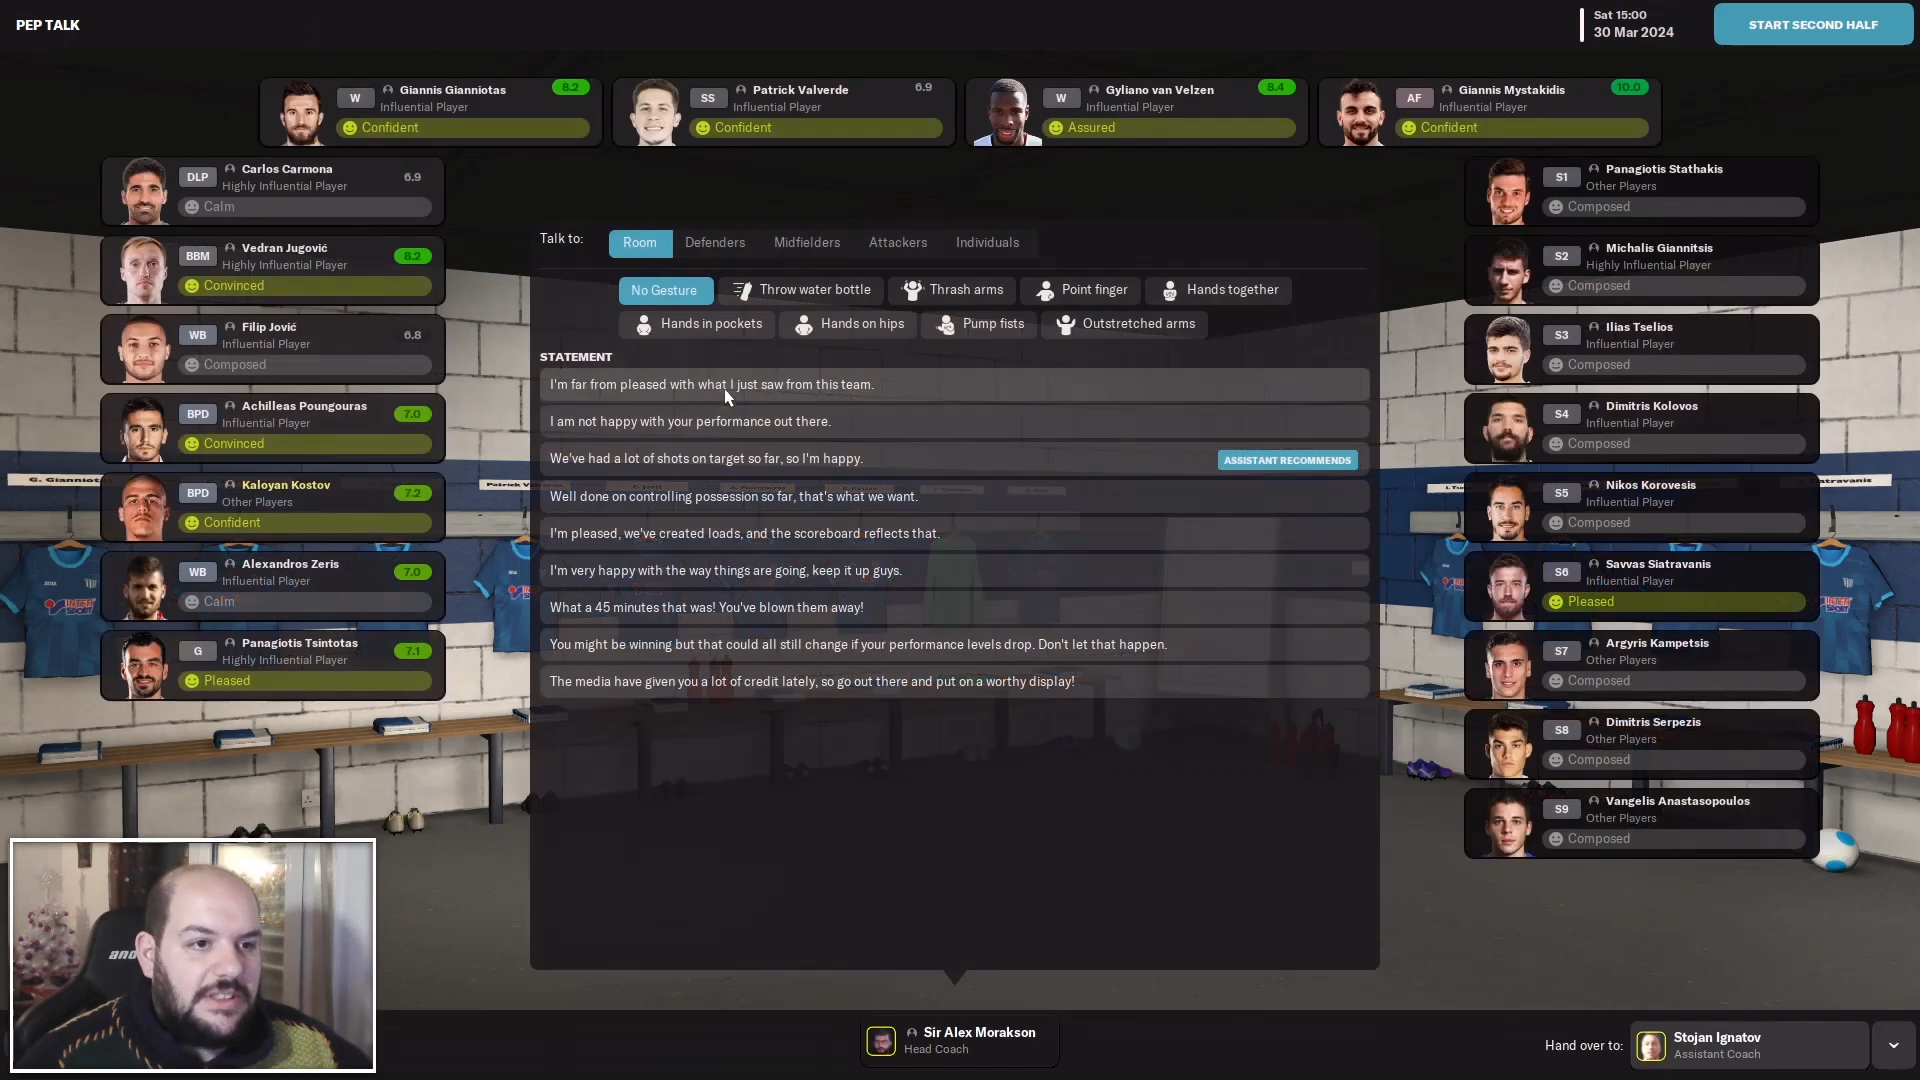 PEP TALK
Sat 15:00
30 Mar 2024
START SECOND HALF
W
Giannis Gianniotas
8.2
Influential Player
Confident
SS
Patrick Valverde
6.9
Influential Player
Confident
W
Gyliano van Velzen
8.4
Influential Player
Assured
AF
Giannis Mystakidis
10.0
Influential Player
Confident
DLP
Carlos Carmona
6.9
Highly Influential Player
Calm
BBM
Vedran Jugović
8.2
Highly Influential Player
Convinced
WB
Filip Jović
6.8
Influential Player
Composed
BPD
Achilleas Poungouras
7.0
Influential Player
Convinced
BPD
Kaloyan Kostov
7.2
Other Players
Confident
WB
Alexandros Zeris
7.0
Influential Player
Calm
G
Panagiotis Tsintotas
7.1
Highly Influential Player
Pleased
Talk to:
Room
Defenders
Midfielders
Attackers
Individuals
No Gesture
Throw water bottle
Thrash arms
Point finger
Hands together
Hands in pockets
Hands on hips
Pump fists
Outstretched arms
STATEMENT
I'm far from pleased with what I just saw from this team.
I am not happy with your performance out there.
We've had a lot of shots on target so far, so I'm happy.
ASSISTANT RECOMMENDS
Well done on controlling possession so far, that's what we want.
I'm pleased, we've created loads, and the scoreboard reflects that.
I'm very happy with the way things are going, keep it up guys.
What a 45 minutes that was! You've blown them away!
You might be winning but that could all still change if your performance levels drop. Don't let that happen.
The media have given you a lot of credit lately, so go out there and put on a worthy display!
S1
Panagiotis Stathakis
Other Players
Composed
S2
Michalis Giannitsis
Highly Influential Player
Composed
S3
Ilias Tselios
Influential Player
Composed
S4
Dimitris Kolovos
Influential Player
Composed
S5
Nikos Korovesis
Influential Player
Composed
S6
Savvas Siatravanis
Influential Player
Pleased
S7
Argyris Kampetsis
Other Players
Composed
S8
Dimitris Serpezis
Other Players
Composed
S9
Vangelis Anastasopoulos
Other Players
Composed
G. Giannio
Patrick Val
INTER
SPORT
INTER
SPORT
Sir Alex Morakson
Head Coach
Hand over to:
Stojan Ignatov
Assistant Coach